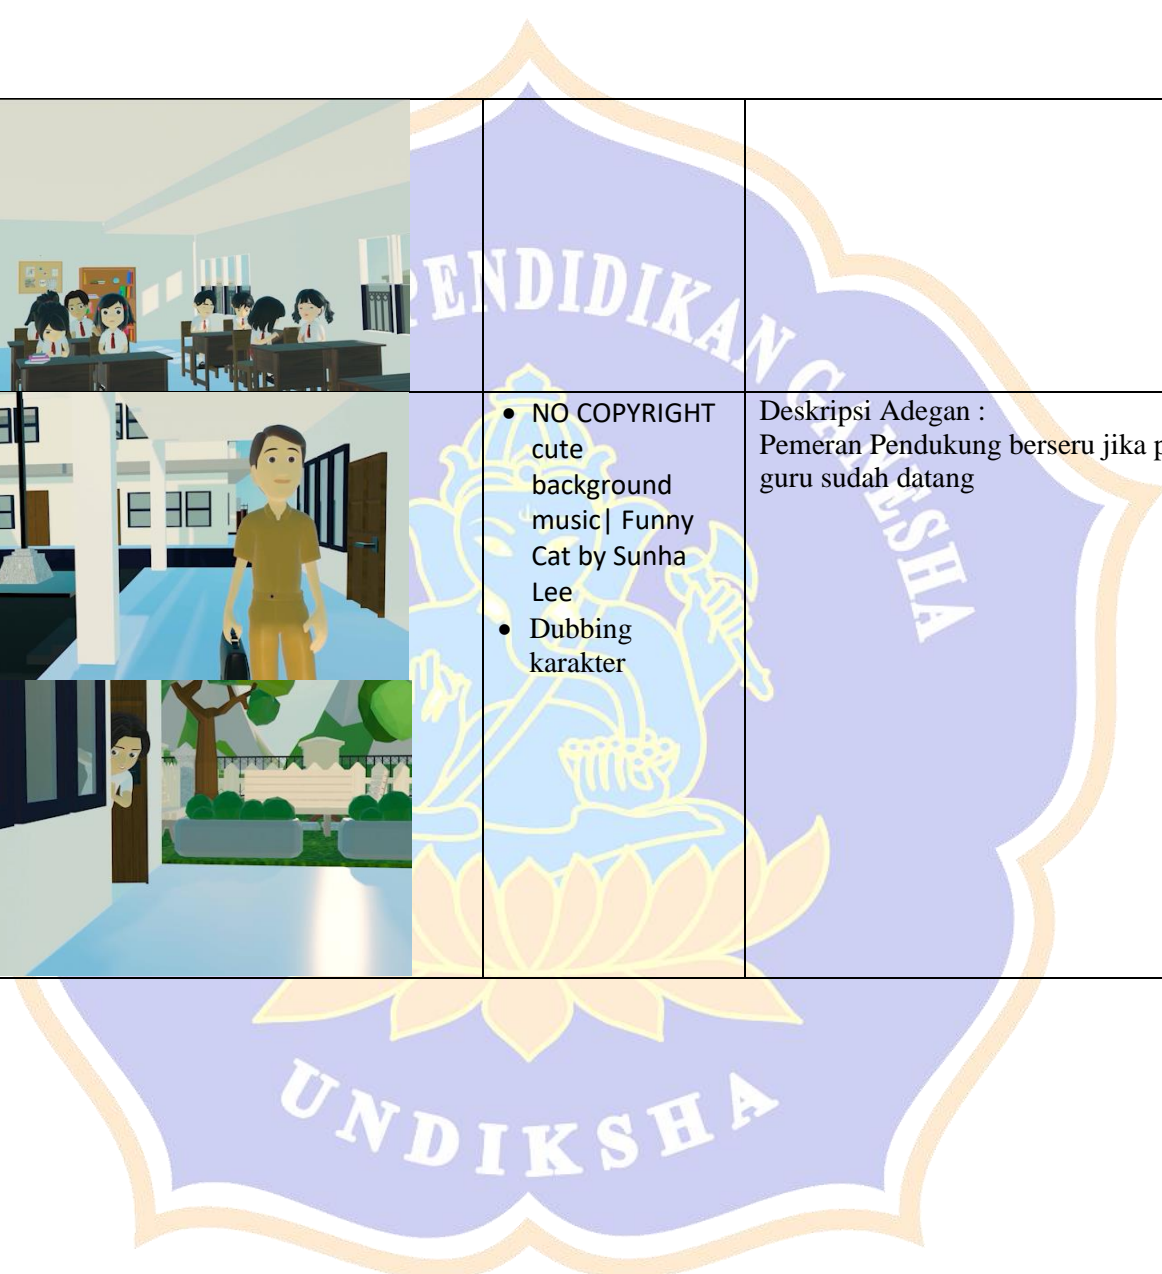 PENDIDIKAN GANESHA
• NO COPYRIGHT
cute
background
music| Funny
Cat by Sunha
Lee
• Dubbing
karakter
Deskripsi Adegan :
Pemeran Pendukung berseru jika p
guru sudah datang
UNDIKSHA